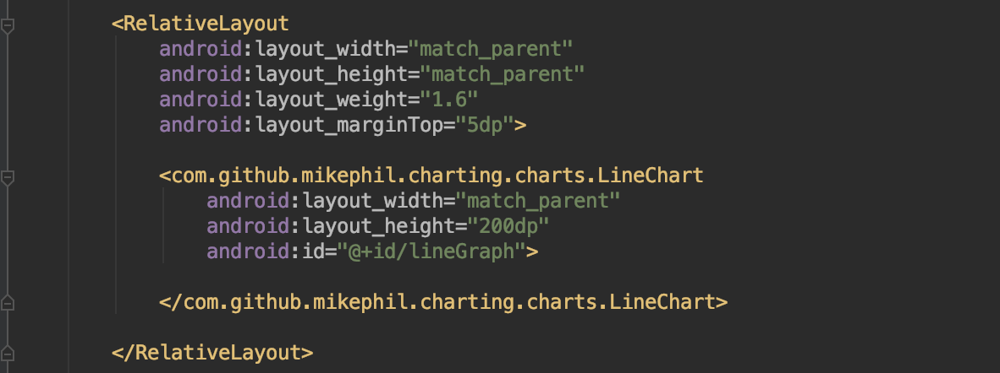 <RelativeLayout
android:layout_width="match_parent"
android:layout_height="match_parent"
android:layout_weight="1.6"
android:layout_marginTop="5dp">
<com.github.mikephil.charting.charts.LineChart
android:layout_width="match_parent"
android:layout_height="200dp"
android:id="@+id/lineGraph">
</com.github.mikephil.charting.charts.LineChart>
</RelativeLayout>